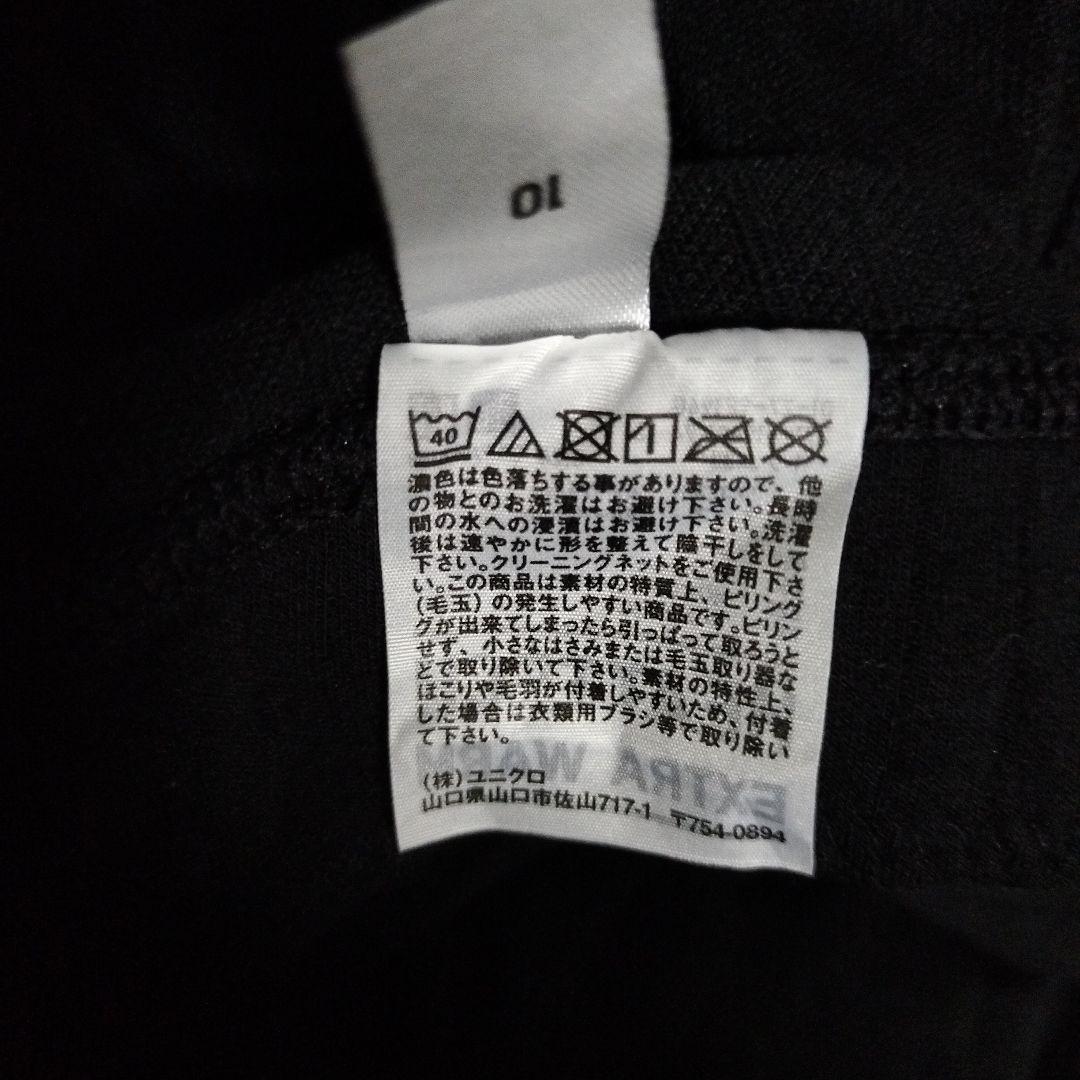 10
40
濃色は色落ちする事がありますので、他
の物とのお洗濯はお避け下さい。長時
間の水への浸漬はお避け下さい。洗濯
後は速やかに形を整えて陰干しをして
下さい。クリーニングネットをご使用下さ
い。この商品は素材の特質上、ピリング
(毛玉)の発生しやすい商品です。ピリン
グが出来てしまったら引っぱって取ろうと
せず、小さなはさみまたは毛玉取り器な
どで取り除いて下さい。素材の特性上、
ほこりや毛羽が付着しやすいため、付着
した場合は衣類用ブラシ等で取り除い
て下さい。
EXTRA WARM
(株)ユニクロ
山口県山口市佐山717-1 〒754-0894